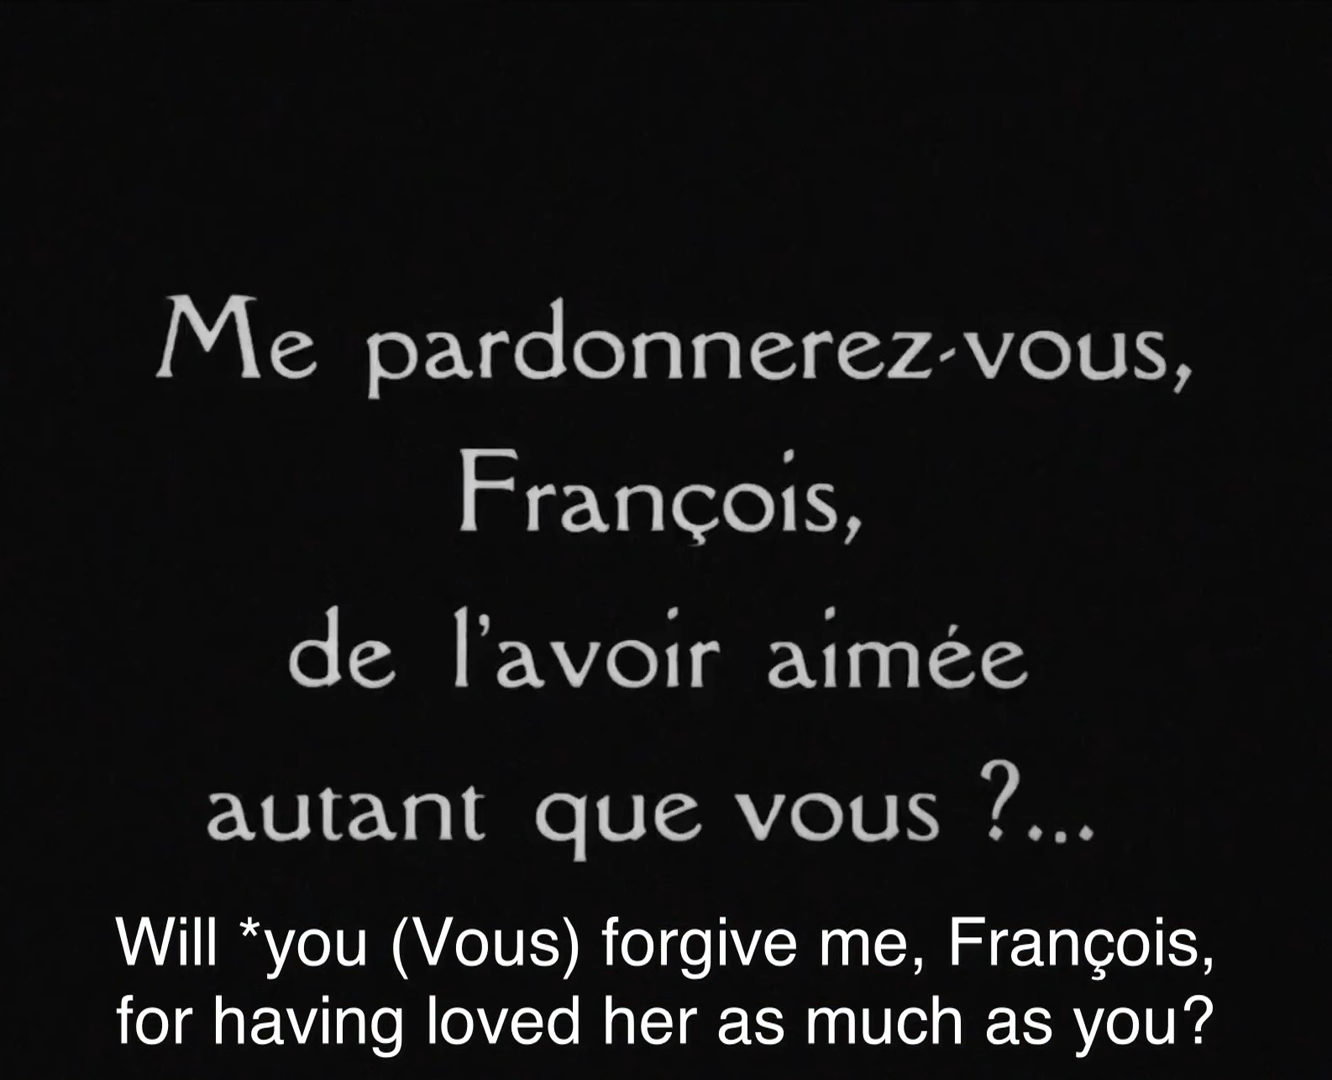 Me pardonnerez-vous,
François,
de l'avoir aimée
autant que vous ?...
Will *you (Vous) forgive me, François,
for having loved her as much as you?